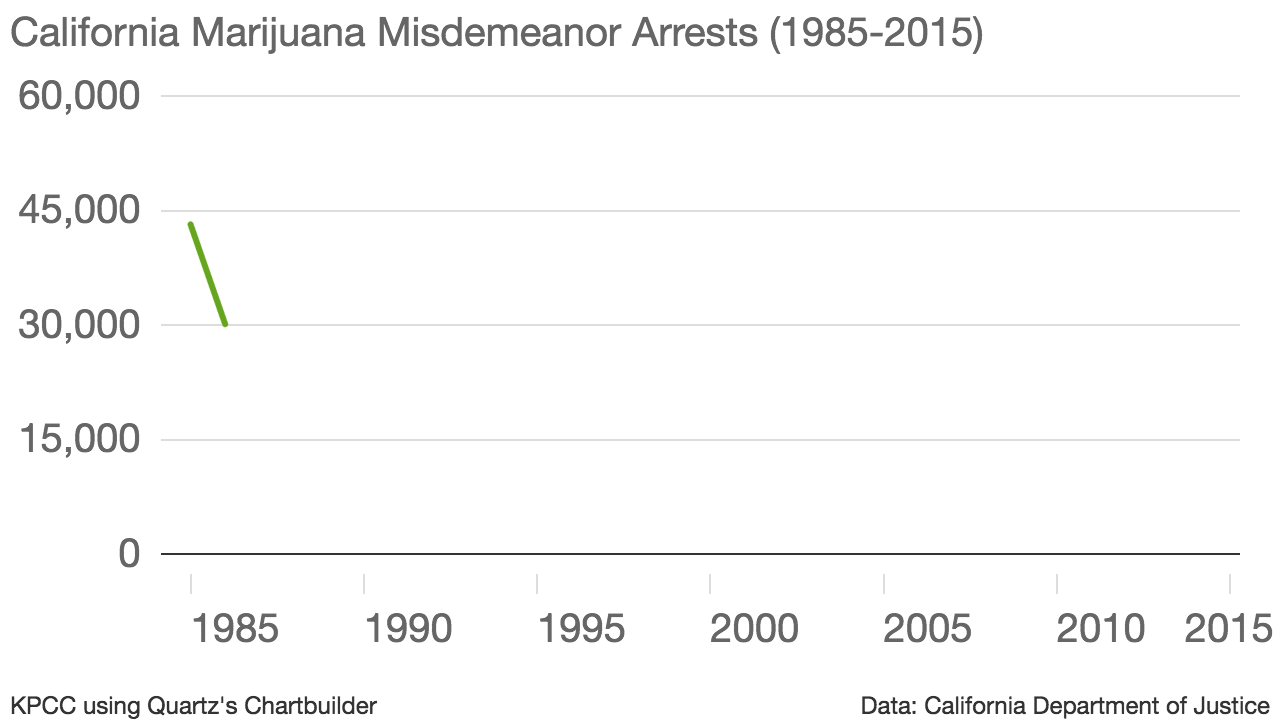 California Marijuana Misdemeanor Arrests (1985-2015)
60,000
45,000
30,000
15,000
0
1985 1990 1995 2000 2005 2010 2015
KPCC using Quartz's Chartbuilder
Data: California Department of Justice